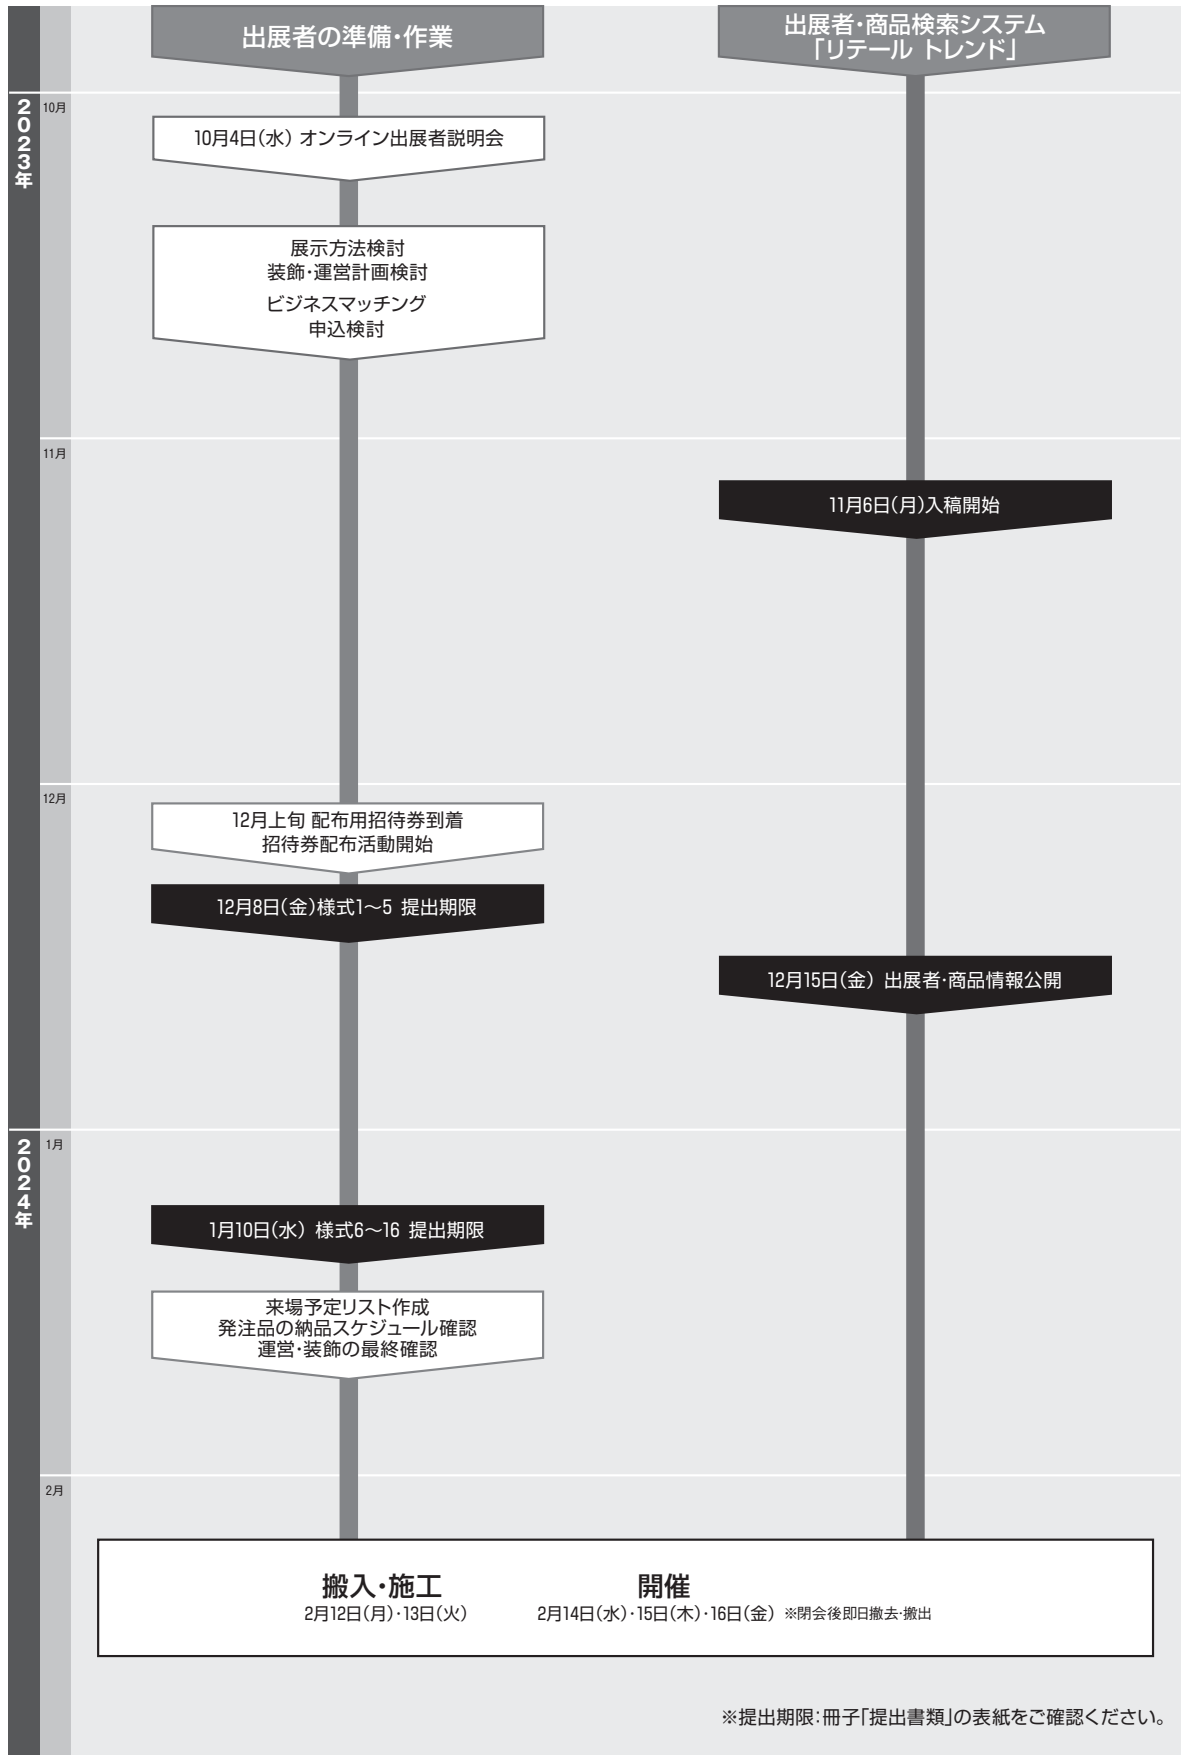 出展者の準備・作業
出展者・商品検索システム
「リテール トレンド」
2023年
10月
10月4日(水) オンライン出展者説明会
展示方法検討
装飾・運営計画検討
ビジネスマッチング
申込検討
11月
11月6日(月)入稿開始
12月
12月上旬 配布用招待券到着
招待券配布活動開始
12月8日(金)様式1〜5 提出期限
12月15日(金) 出展者・商品情報公開
2024年
1月
1月10日(水) 様式6〜16 提出期限
来場予定リスト作成
発注品の納品スケジュール確認
運営・装飾の最終確認
2月
搬入・施工
2月12日(月)・13日(火)
開催
2月14日(水)・15日(木)・16日(金) ※閉会後即日撤去・搬出
※提出期限:冊子「提出書類」の表紙をご確認ください。